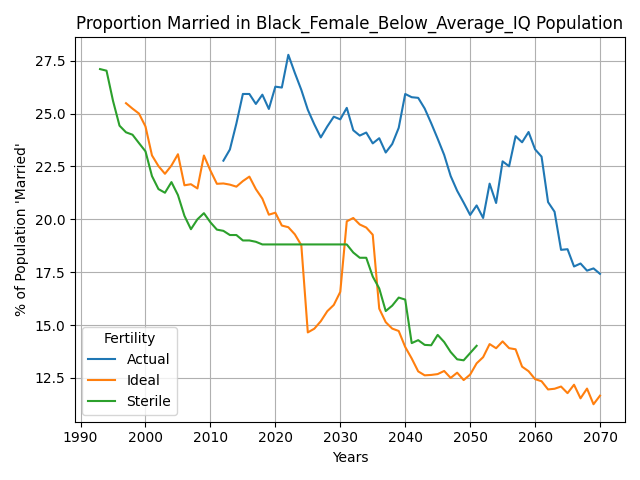 Proportion Married in Black_Female_Below_Average_IQ Population
% of Population 'Married'
27.5
25.0
22.5
20.0
17.5
15.0
12.5
Fertility
Actual
Ideal
Sterile
1990 2000 2010 2020 2030 2040 2050 2060 2070
Years